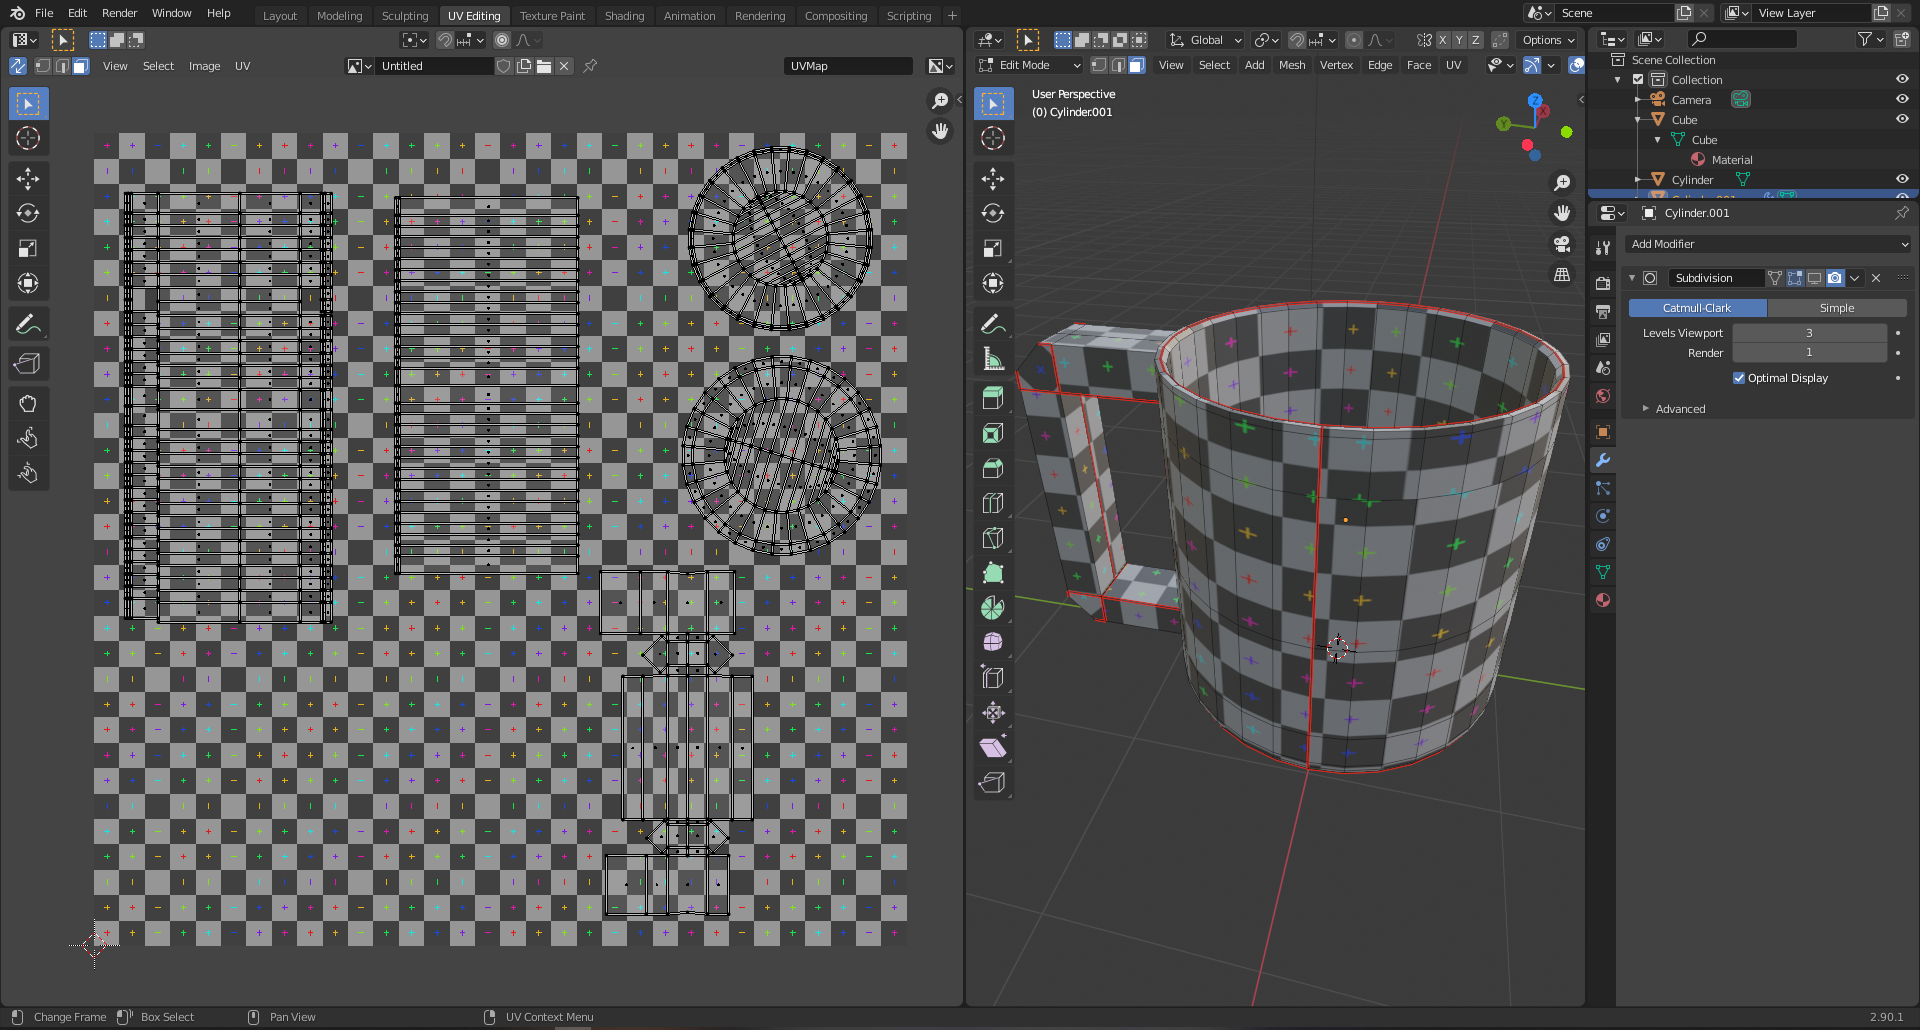 File Edit Render Window Help Layout Modeling Sculpting UV Editing Texture Paint Shading Animation Rendering Compositing Scripting + Scene View Layer
Global X Y Z Options
View Select Image UV Untitled UVMap
Edit Mode View Select Add Mesh Vertex Edge Face UV
User Perspective
(0) Cylinder.001
Z
X
Y
Scene Collection
Collection
Camera
Cube
Cube
Material
Cylinder
Cylinder.001
Cylinder.001
Add Modifier
Subdivision
Catmull-Clark Simple
Levels Viewport 3
Render 1
Optimal Display
Advanced
Change Frame Box Select Pan View UV Context Menu 2.90.1